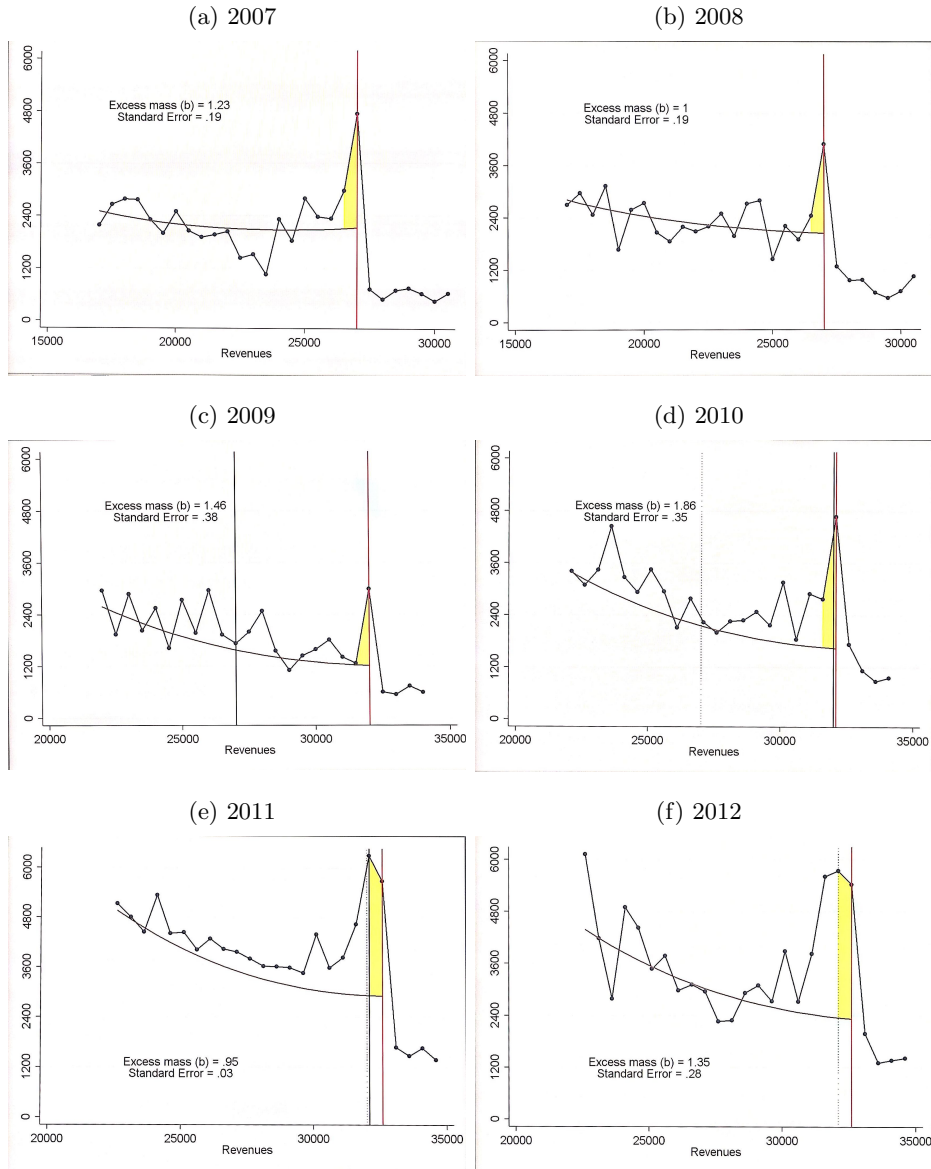 (a) 2007
6000
4800
3600
2400
1200
0
Excess mass (b) = 1.23
Standard Error = .19
15000 20000 25000 30000
Revenues
(b) 2008
6000
4800
3600
2400
1200
0
Excess mass (b) = 1
Standard Error = .19
15000 20000 25000 30000
Revenues
(c) 2009
6000
4800
3600
2400
1200
0
Excess mass (b) = 1.46
Standard Error = .38
20000 25000 30000 35000
Revenues
(d) 2010
6000
4800
3600
2400
1200
0
Excess mass (b) = 1.86
Standard Error = .35
20000 25000 30000 35000
Revenues
(e) 2011
6000
4800
3600
2400
1200
0
Excess mass (b) = .95
Standard Error = .03
20000 25000 30000 35000
Revenues
(f) 2012
6000
4800
3600
2400
1200
0
Excess mass (b) = 1.35
Standard Error = .28
20000 25000 30000 35000
Revenues